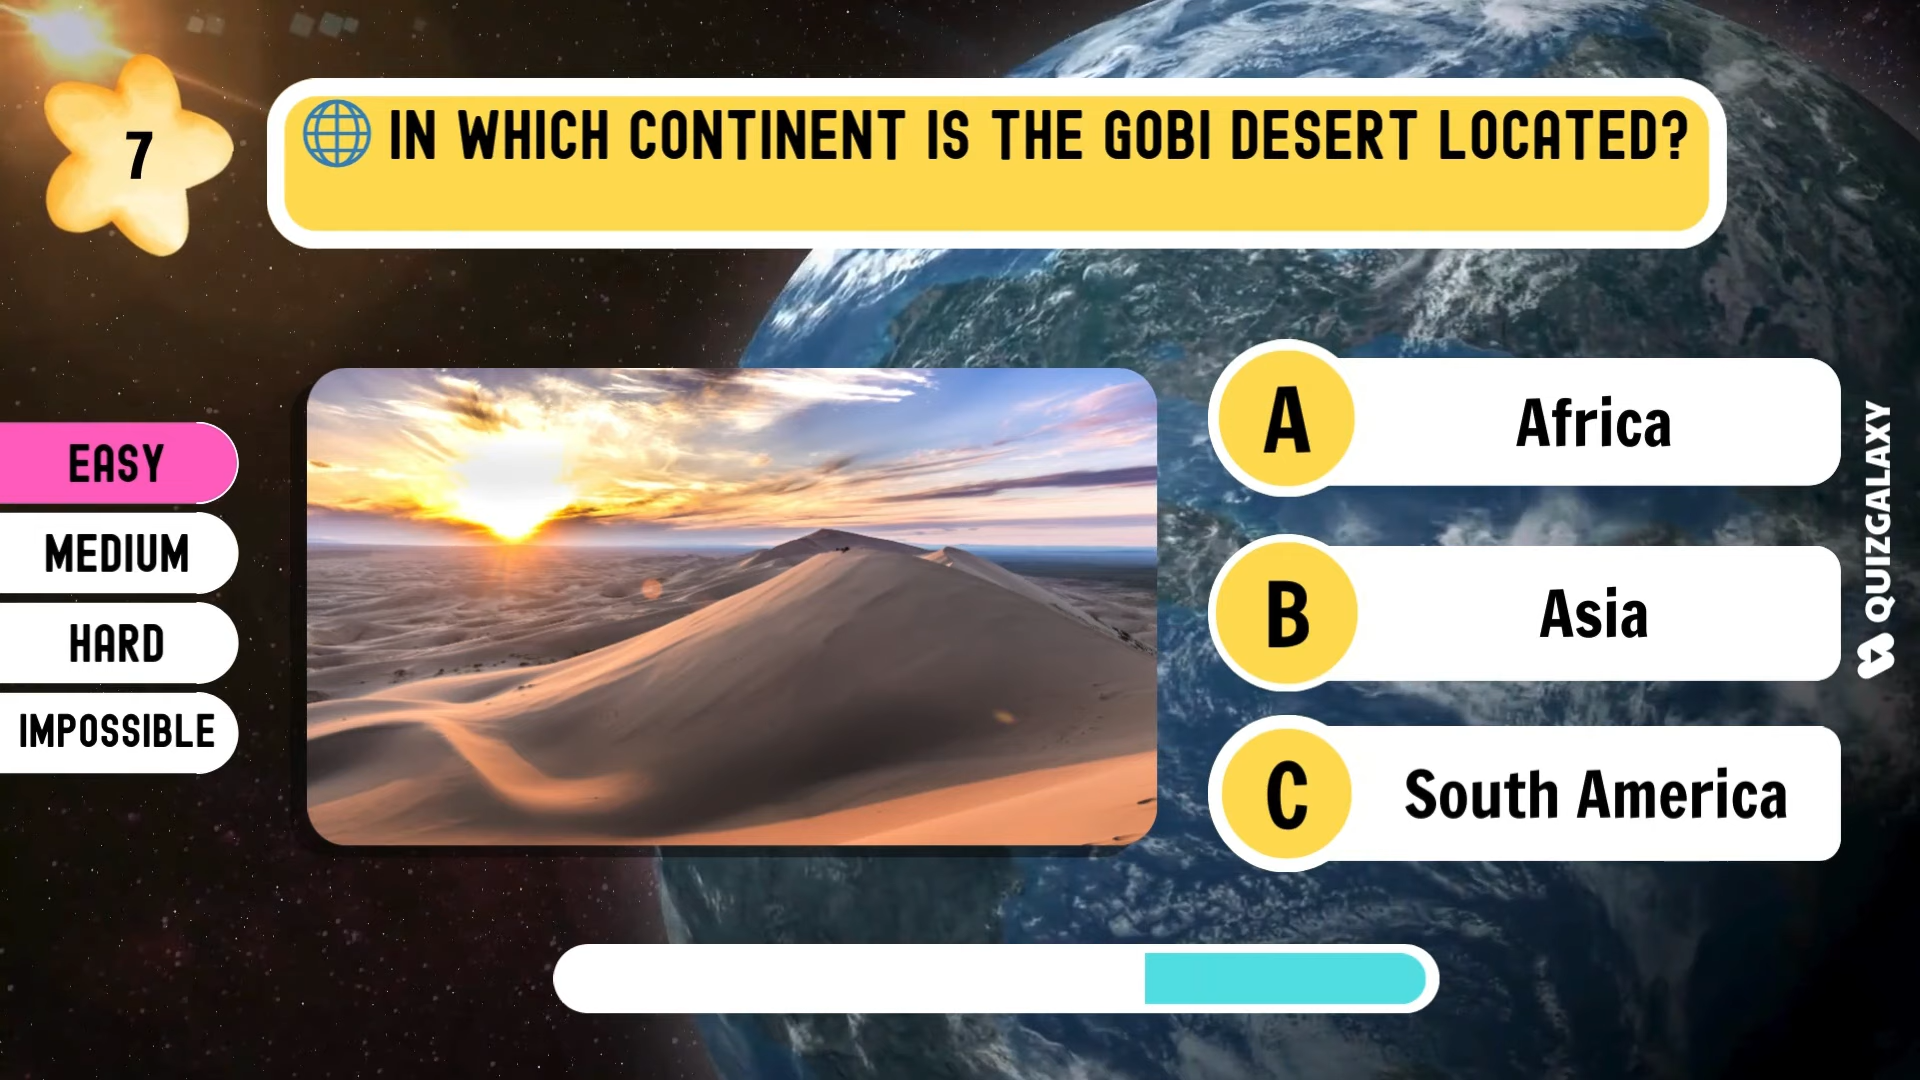 7
IN WHICH CONTINENT IS THE GOBI DESERT LOCATED?
EASY
MEDIUM
HARD
IMPOSSIBLE
A
Africa
B
Asia
C
South America
QUIZGALAXY